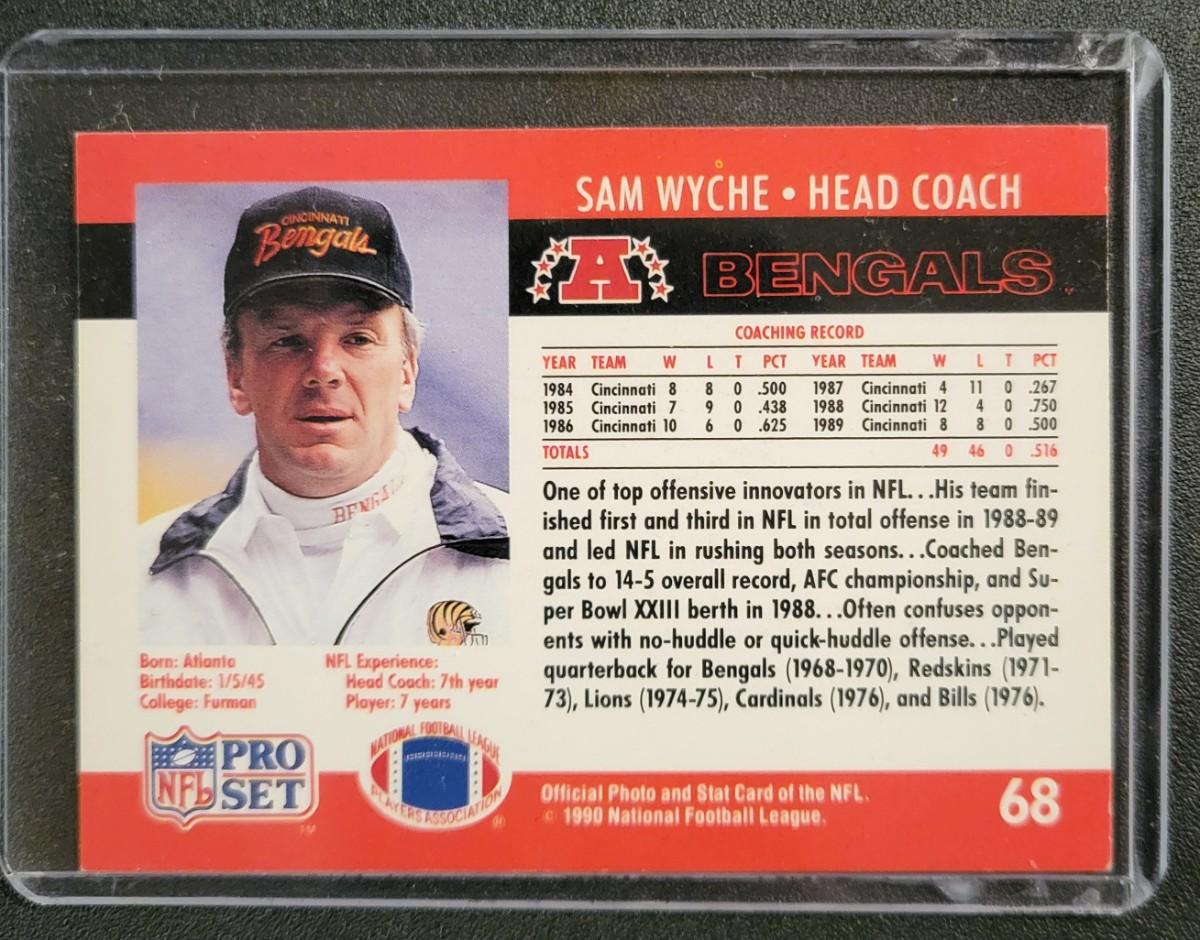 SAM WYCHE • HEAD COACH
CINCINNATI
Bengals
A BENGALS
COACHING RECORD
YEAR TEAM W L T PCT YEAR TEAM W L T PCT
1984 Cincinnati 8 8 0 .500 1987 Cincinnati 4 11 0 .267
1985 Cincinnati 7 9 0 .438 1988 Cincinnati 12 4 0 .750
1986 Cincinnati 10 6 0 .625 1989 Cincinnati 8 8 0 .500
TOTALS 49 46 0 .516
One of top offensive innovators in NFL...His team fin-
ished first and third in NFL in total offense in 1988-89
and led NFL in rushing both seasons...Coached Ben-
gals to 14-5 overall record, AFC championship, and Su-
per Bowl XXIII berth in 1988...Often confuses oppon-
ents with no-huddle or quick-huddle offense...Played
quarterback for Bengals (1968-1970), Redskins (1971-
73), Lions (1974-75), Cardinals (1976), and Bills (1976).
BENGAL
Born: Atlanta
Birthdate: 1/5/45
College: Furman
NFL Experience:
Head Coach: 7th year
Player: 7 years
NFL PRO SET TM
NATIONAL FOOTBALL LEAGUE
PLAYERS ASSOCIATION ®
Official Photo and Stat Card of the NFL.
© 1990 National Football League.
68